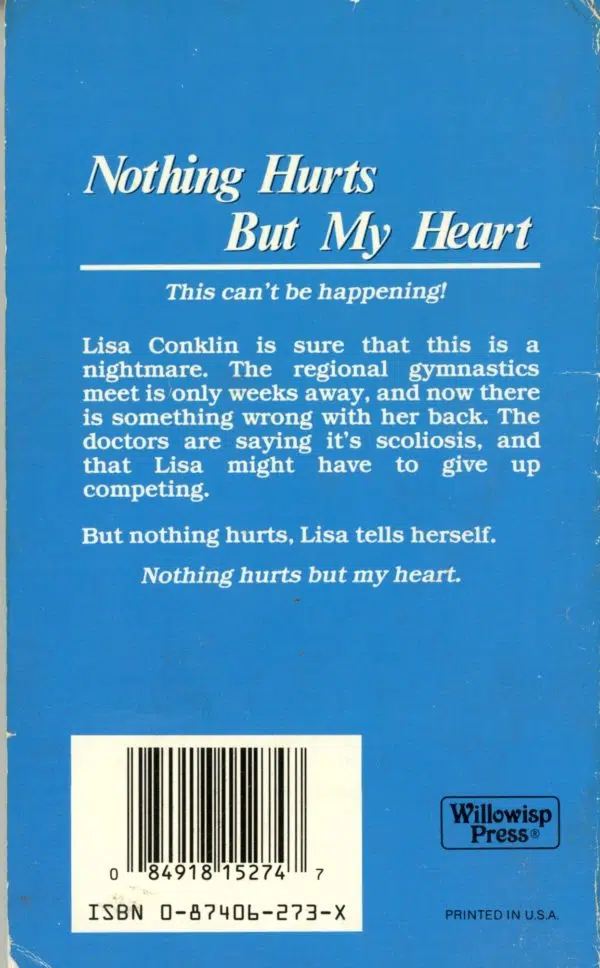 Nothing Hurts
But My Heart
This can't be happening!
Lisa Conklin is sure that this is a
nightmare. The regional gymnastics
meet is only weeks away, and now there
is something wrong with her back. The
doctors are saying it's scoliosis, and
that Lisa might have to give up
competing.
But nothing hurts, Lisa tells herself.
Nothing hurts but my heart.
0 84918 15274 7
ISBN 0-87406-273-X
Willowisp
Press®
PRINTED IN U.S.A.